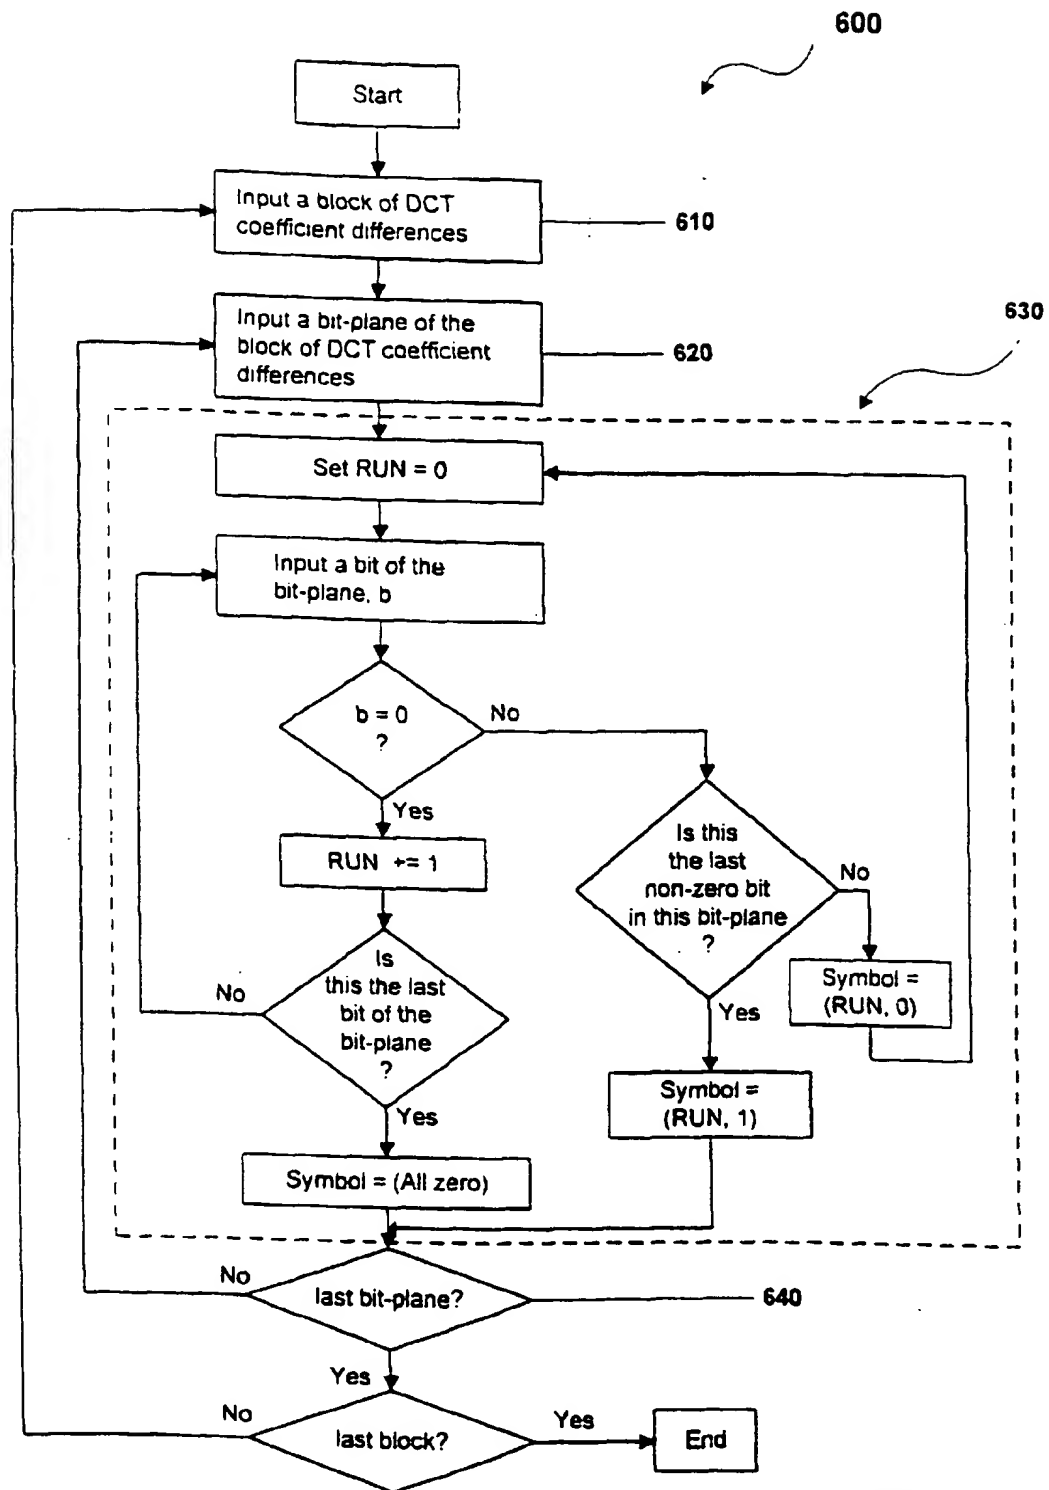 600
Start
Input a block of DCT
coefficient differences
610
Input a bit-plane of the
block of DCT coefficient
differences
620
630
Set RUN = 0
Input a bit of the
bit-plane, b
b = 0
?
No
Yes
RUN += 1
Is this
the last
non-zero bit
in this bit-plane
?
No
Symbol =
(RUN, 0)
Yes
Symbol =
(RUN, 1)
Is
this the last
bit of the
bit-plane
?
No
Yes
Symbol = (All zero)
No
last bit-plane?
640
Yes
No
last block?
Yes
End